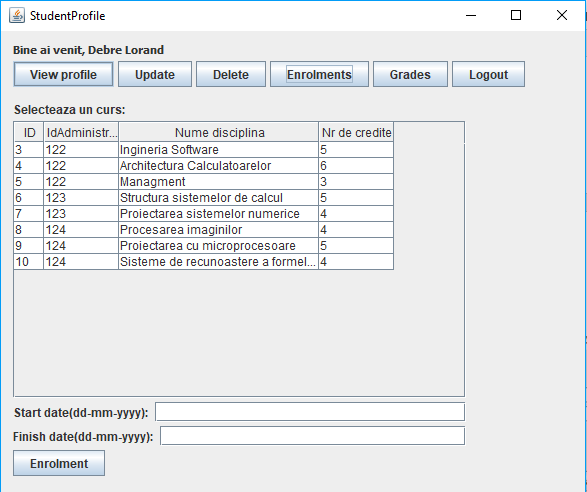 StudentProfile
Bine ai venit, Debre Lorand
View profile Update Delete Enrolments Grades Logout
Selecteaza un curs:
ID IdAdministr... Nume disciplina Nr de credite
3 122 Ingineria Software 5
4 122 Architectura Calculatoarelor 6
5 122 Managment 3
6 123 Structura sistemelor de calcul 5
7 123 Proiectarea sistemelor numerice 4
8 124 Procesarea imaginilor 4
9 124 Proiectarea cu microprocesoare 5
10 124 Sisteme de recunoastere a formel... 4
Start date(dd-mm-yyyy):
Finish date(dd-mm-yyyy):
Enrolment